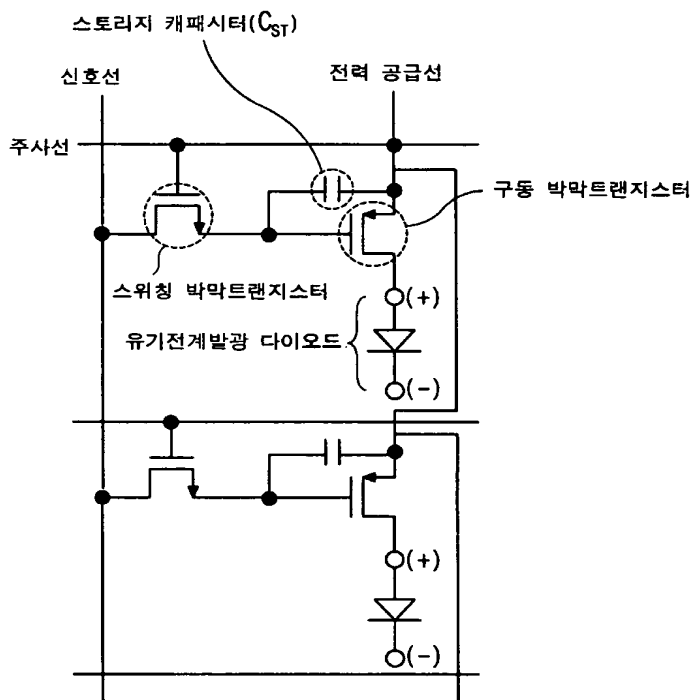 스토리지 캐패시터(C_ST)
신호선
전력 공급선
주사선
구동 박막트랜지스터
스위칭 박막트랜지스터
(+)
유기전계발광 다이오드
(-)
(+)
(-)